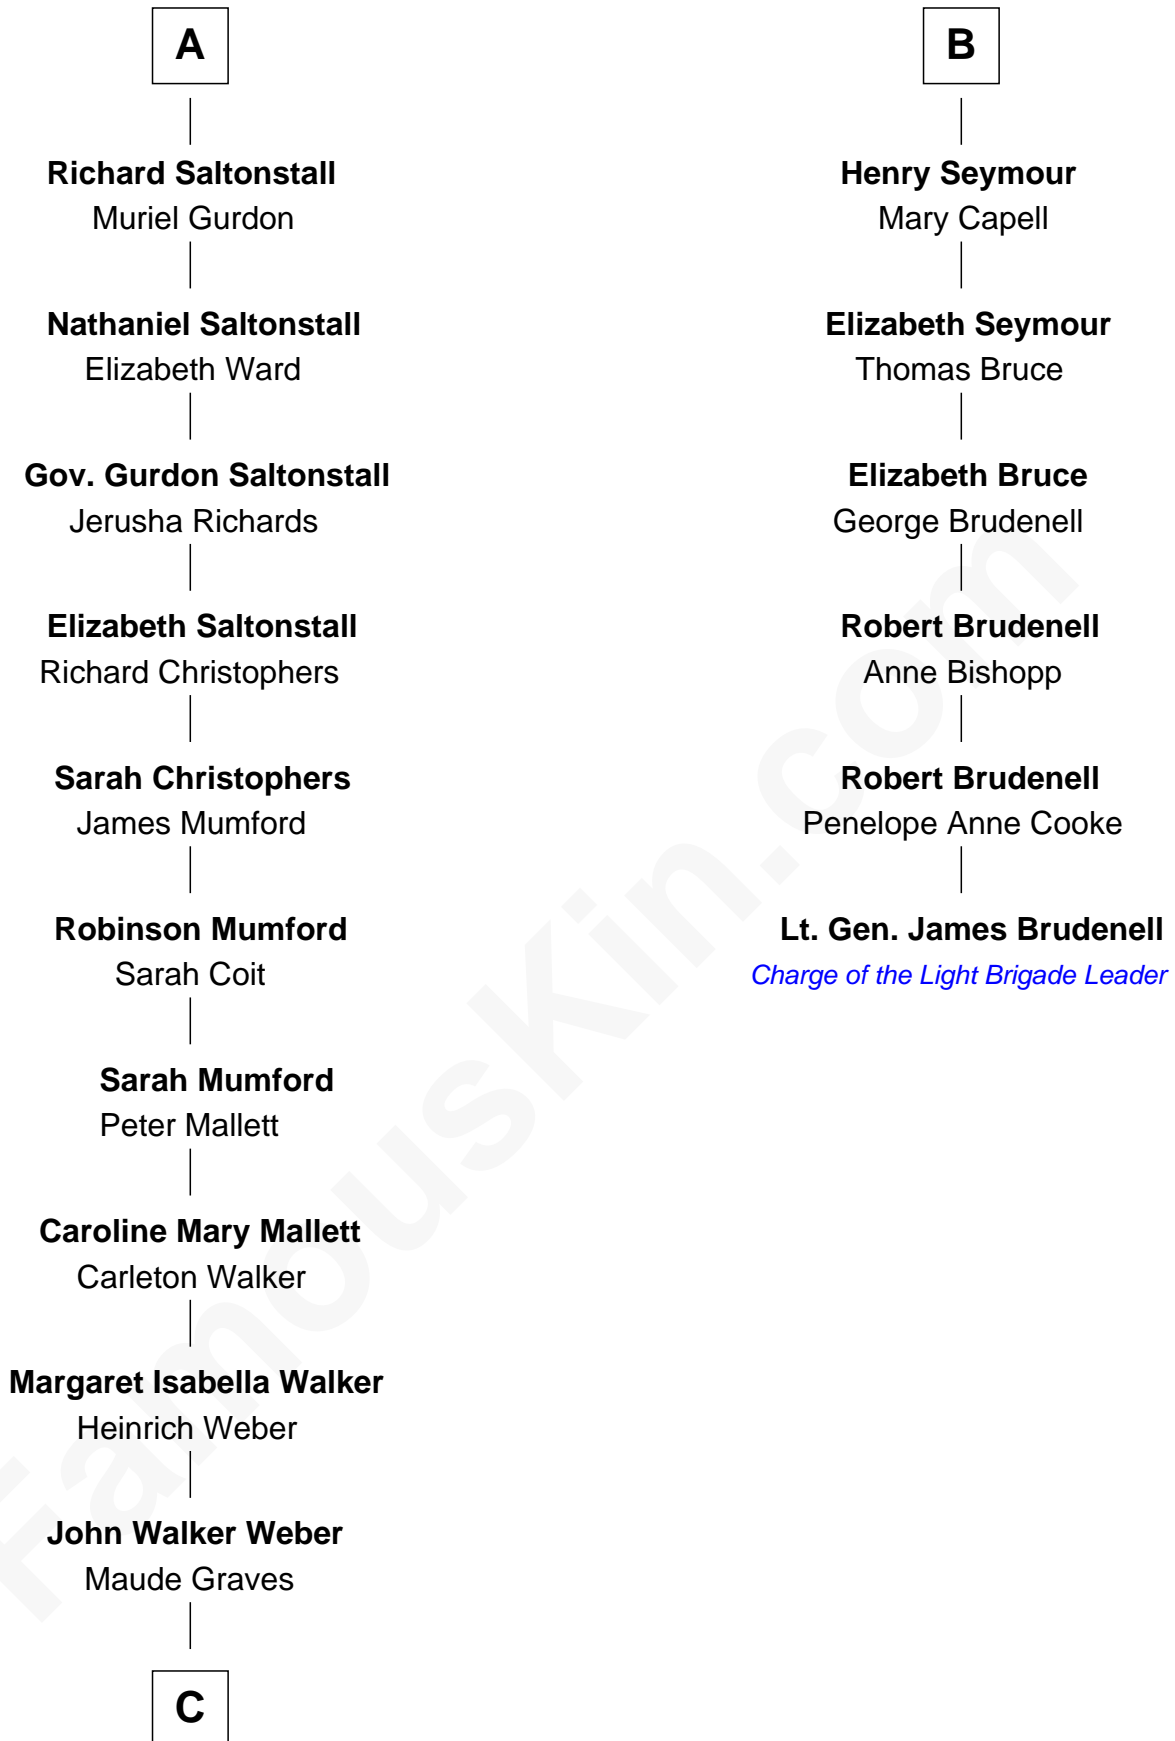 A
Richard Saltonstall
Muriel Gurdon
Nathaniel Saltonstall
Elizabeth Ward
Gov. Gurdon Saltonstall
Jerusha Richards
Elizabeth Saltonstall
Richard Christophers
Sarah Christophers
James Mumford
Robinson Mumford
Sarah Coit
Sarah Mumford
Peter Mallett
Caroline Mary Mallett
Carleton Walker
Margaret Isabella Walker
Heinrich Weber
John Walker Weber
Maude Graves
C
B
Henry Seymour
Mary Capell
Elizabeth Seymour
Thomas Bruce
Elizabeth Bruce
George Brudenell
Robert Brudenell
Anne Bishopp
Robert Brudenell
Penelope Anne Cooke
Lt. Gen. James Brudenell
Charge of the Light Brigade Leader
FamousKin.com